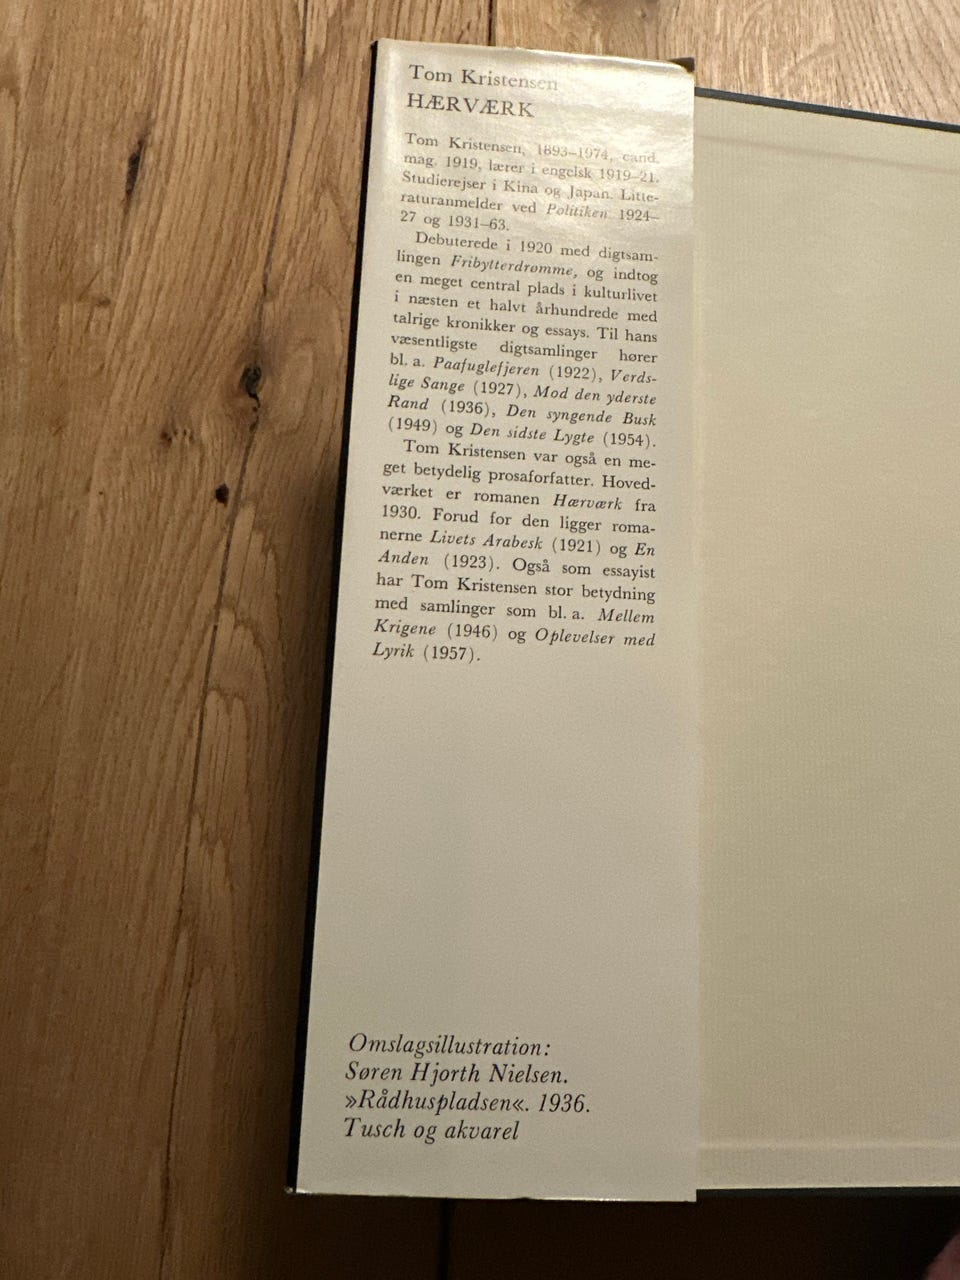 Tom Kristensen
HÆRVÆRK
Tom Kristensen, 1893–1974, cand.
mag. 1919, lærer i engelsk 1919–21.
Studierejser i Kina og Japan. Litte-
raturanmelder ved Politiken 1924–
27 og 1931–63.
Debuterede i 1920 med digtsam-
lingen Fribytterdrømme, og indtog
en meget central plads i kulturlivet
i næsten et halvt århundrede med
talrige kronikker og essays. Til hans
væsentligste digtsamlinger hører
bl. a. Paafuglefjeren (1922), Verds-
lige Sange (1927), Mod den yderste
Rand (1936), Den syngende Busk
(1949) og Den sidste Lygte (1954).
Tom Kristensen var også en me-
get betydelig prosaforfatter. Hoved-
værket er romanen Hærværk fra
1930. Forud for den ligger roma-
nerne Livets Arabesk (1921) og En
Anden (1923). Også som essayist
har Tom Kristensen stor betydning
med samlinger som bl. a. Mellem
Krigene (1946) og Oplevelser med
Lyrik (1957).
Omslagsillustration:
Søren Hjorth Nielsen.
»Rådhuspladsen«. 1936.
Tusch og akvarel